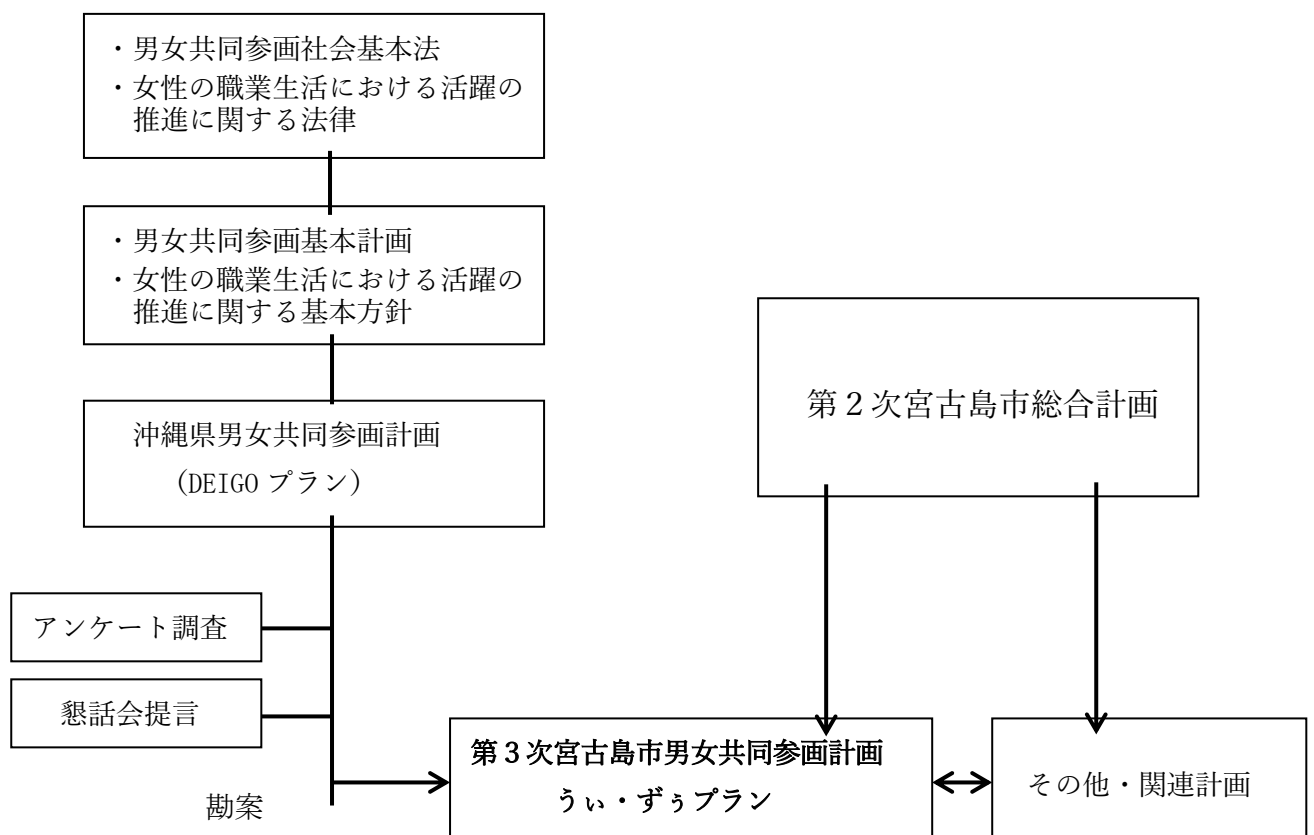 ・男女共同参画社会基本法
・女性の職業生活における活躍の
推進に関する法律
・男女共同参画基本計画
・女性の職業生活における活躍の
推進に関する基本方針
第２次宮古島市総合計画
沖縄県男女共同参画計画
（DEIGO プラン）
アンケート調査
懇話会提言
勘案
第３次宮古島市男女共同参画計画
うぃ・ずぅプラン
その他・関連計画